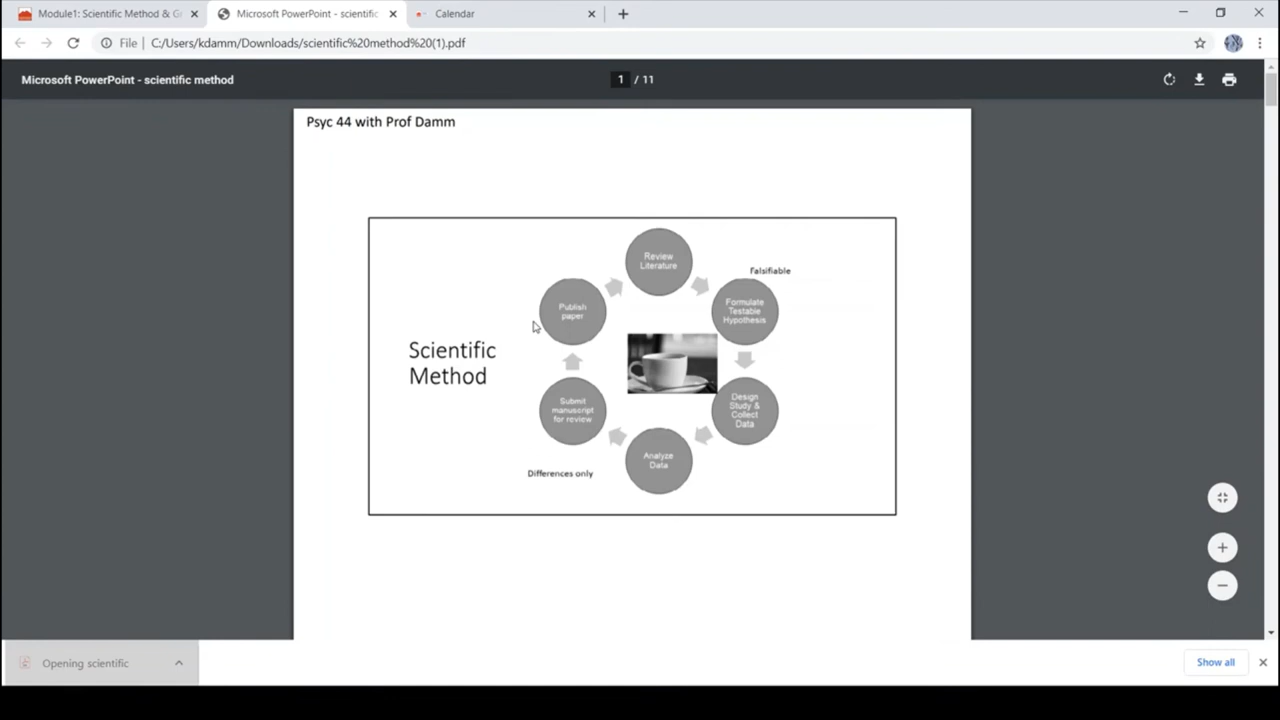 Module1: Scientific Method & G
Microsoft PowerPoint - scientific
Calendar
File | C:/Users/kdamm/Downloads/scientific%20method%20(1).pdf
Microsoft PowerPoint - scientific method
1 / 11
Psyc 44 with Prof Damm
Review
Literature
Falsifiable
Formulate
Testable
Hypothesis
Publish
paper
Scientific
Method
Design
Study &
Collect
Data
Submit
manuscript
for review
Analyze
Data
Differences only
Opening scientific
Show all